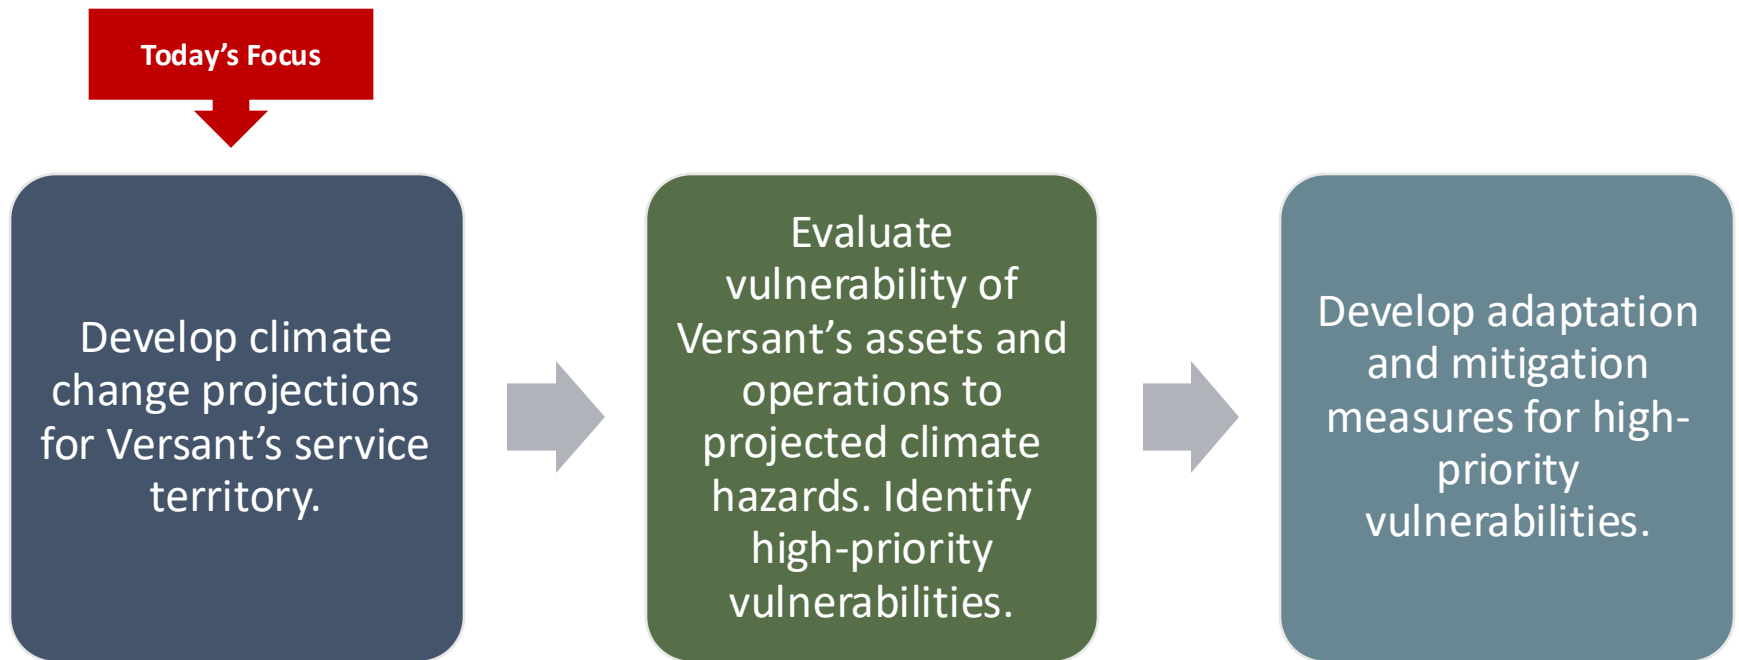 Today’s Focus
Develop climate
change projections
for Versant’s service
territory.
Evaluate
vulnerability of
Versant’s assets and
operations to
projected climate
hazards. Identify
high-priority
vulnerabilities.
Develop adaptation
and mitigation
measures for high-
priority
vulnerabilities.